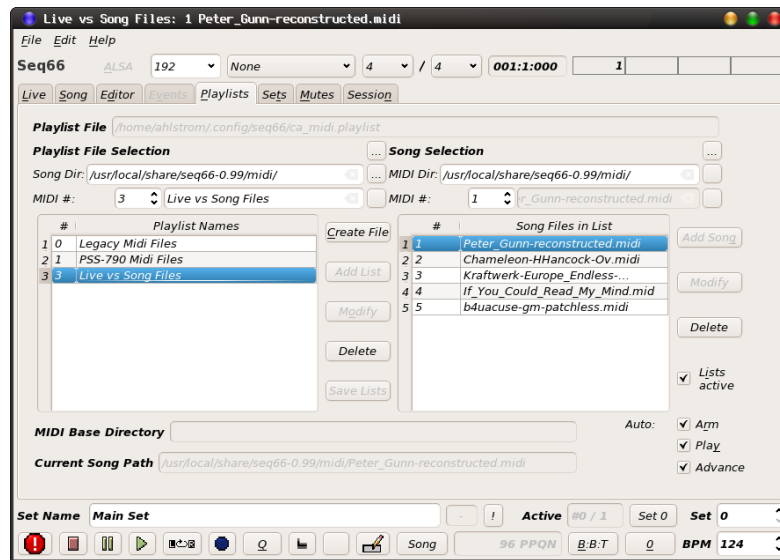 Live vs Song Files: 1 Peter_Gunn-reconstructed.midi
File Edit Help
Seq66 ALSA 192 None 4 / 4 001:1:000 1
Live Song Editor Events Playlists Sets Mutes Session
Playlist File /home/ahlstrom/.config/seq66/ca_midi.playlist
Playlist File Selection ... Song Selection ...
Song Dir: /usr/local/share/seq66-0.99/midi/ ... MIDI Dir: /usr/local/share/seq66-0.99/midi/
MIDI #: 3 Live vs Song Files MIDI #: 1 r_Gunn-reconstructed.midi
# Playlist Names Create File # Song Files in List Add Song
1 0 Legacy Midi Files 1 1 Peter_Gunn-reconstructed.midi
2 1 PSS-790 Midi Files 2 2 Chameleon-HHancock-Ov.midi
3 3 Live vs Song Files Add List 3 3 Kraftwerk-Europe_Endless-... Modify
4 4 If_You_Could_Read_My_Mind.mid
Modify 5 5 b4uacuse-gm-patchless.midi
Delete Delete
Save Lists Lists active
MIDI Base Directory Auto: Arm
Play
Current Song Path /usr/local/share/seq66-0.99/midi/Peter_Gunn-reconstructed.midi Advance
Set Name Main Set - ! Active #0 / 1 Set 0 Set 0
Q Song 96 PPQN B:B:T 0 BPM 124